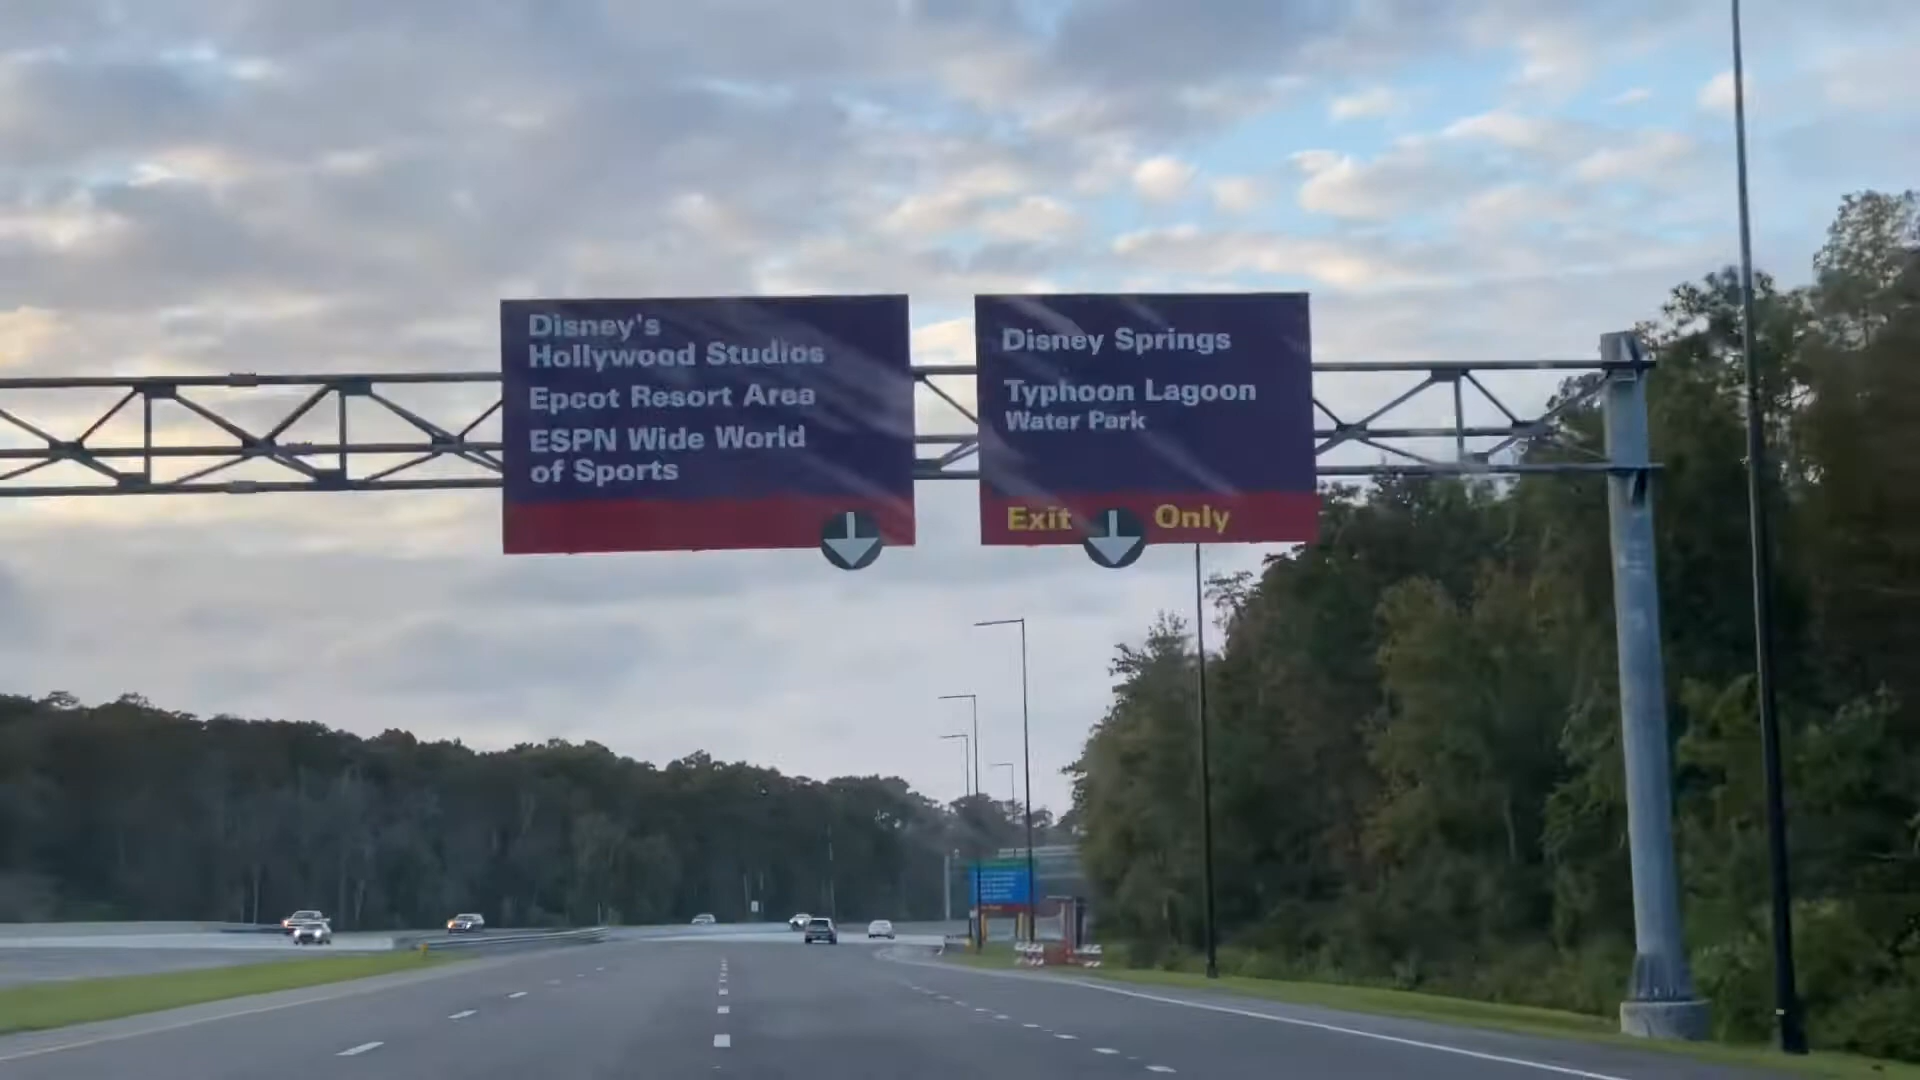 Disney's
Hollywood Studios
Epcot Resort Area
ESPN Wide World
of Sports
Disney Springs
Typhoon Lagoon
Water Park
Exit Only